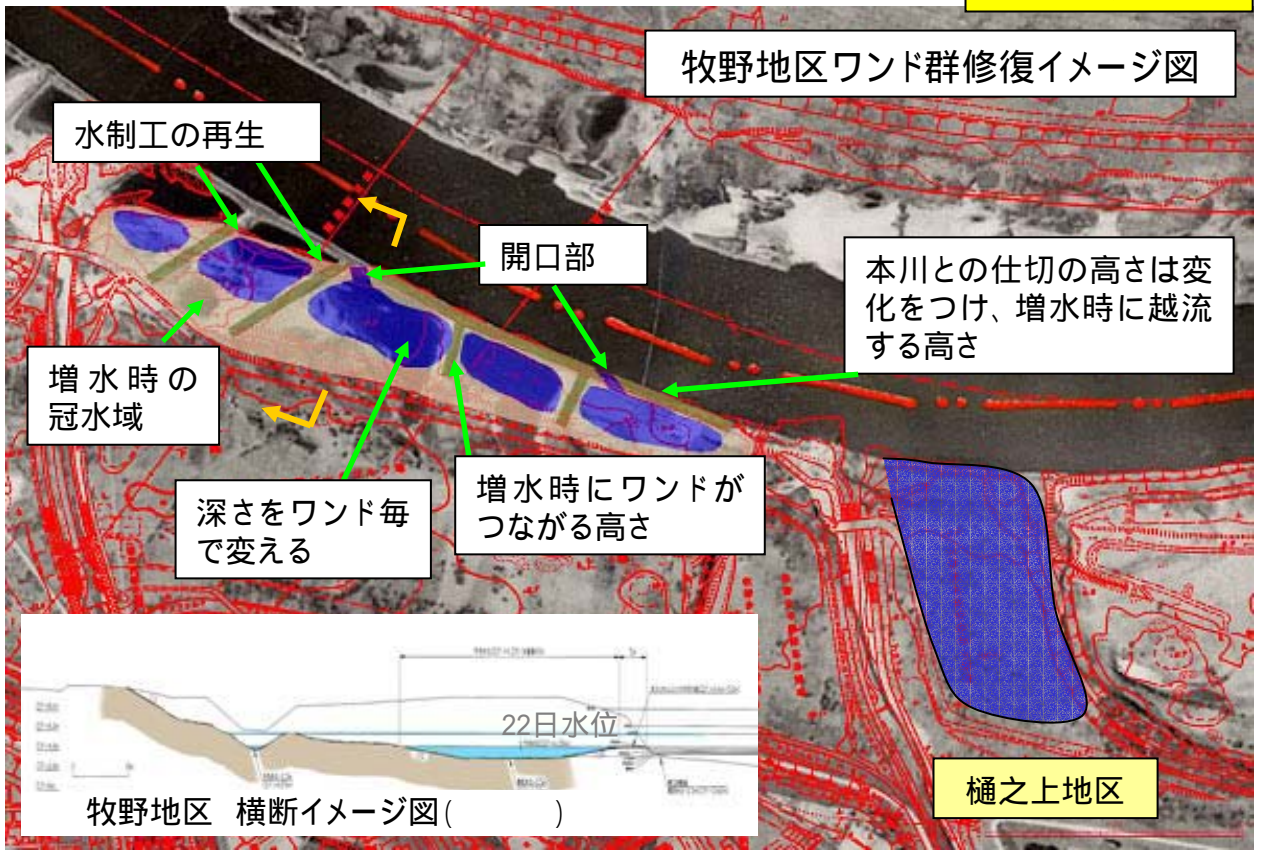 牧野地区ワンド群修復イメージ図
水制工の再生
開口部
本川との仕切の高さは変
化をつけ、増水時に越流
する高さ
増水時の
冠水域
深さをワンド毎
で変える
増水時にワンドが
つながる高さ
22日水位
牧野地区 横断イメージ図( )
樋之上地区